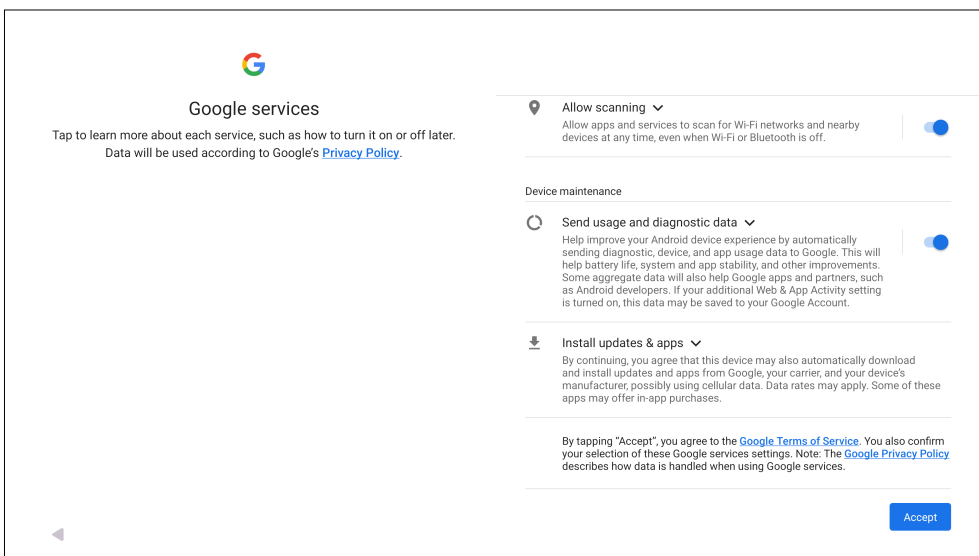 Google services
Tap to learn more about each service, such as how to turn it on or off later.
Data will be used according to Google's Privacy Policy.
Allow scanning
Allow apps and services to scan for Wi-Fi networks and nearby
devices at any time, even when Wi-Fi or Bluetooth is off.
Device maintenance
Send usage and diagnostic data
Help improve your Android device experience by automatically
sending diagnostic, device, and app usage data to Google. This will
help battery life, system and app stability, and other improvements.
Some aggregate data will also help Google apps and partners, such
as Android developers. If your additional Web & App Activity setting
is turned on, this data may be saved to your Google Account.
Install updates & apps
By continuing, you agree that this device may also automatically download
and install updates and apps from Google, your carrier, and your device's
manufacturer, possibly using cellular data. Data rates may apply. Some of these
apps may offer in-app purchases.
By tapping "Accept", you agree to the Google Terms of Service. You also confirm
your selection of these Google services settings. Note: The Google Privacy Policy
describes how data is handled when using Google services.
Accept